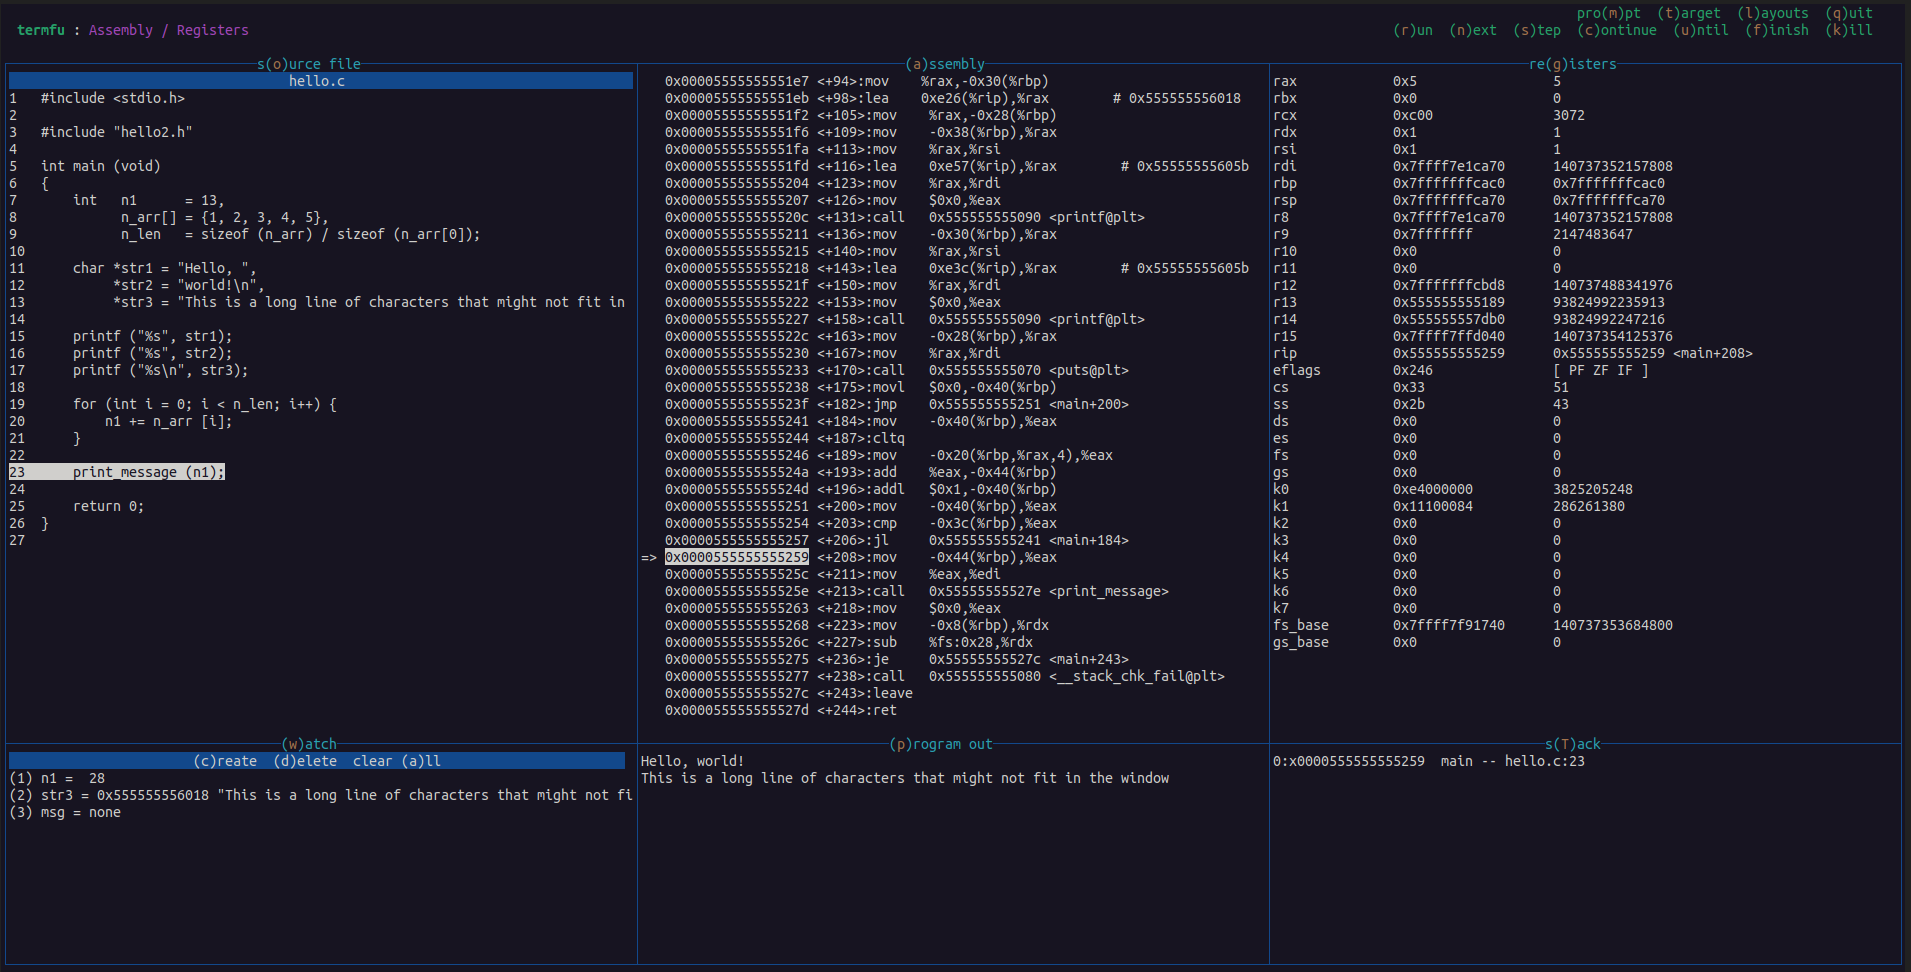 pro(m)pt  (t)arget  (l)ayouts  (q)uit
termfu : Assembly / Registers
(r)un  (n)ext  (s)tep  (c)ontinue  (u)ntil  (f)inish  (k)ill
s(o)urce file
hello.c
1   #include <stdio.h>
2
3   #include "hello2.h"
4
5   int main (void)
6   {
7       int   n1      = 13,
8             n_arr[] = {1, 2, 3, 4, 5},
9             n_len   = sizeof (n_arr) / sizeof (n_arr[0]);
10
11      char *str1 = "Hello, ",
12           *str2 = "world!\n",
13           *str3 = "This is a long line of characters that might not fit in
14
15      printf ("%s", str1);
16      printf ("%s", str2);
17      printf ("%s\n", str3);
18
19      for (int i = 0; i < n_len; i++) {
20          n1 += n_arr [i];
21      }
22
23      print_message (n1);
24
25      return 0;
26  }
27
(a)ssembly
0x00005555555551e7 <+94>:mov    %rax,-0x30(%rbp)
0x00005555555551eb <+98>:lea    0xe26(%rip),%rax        # 0x555555556018
0x00005555555551f2 <+105>:mov    %rax,-0x28(%rbp)
0x00005555555551f6 <+109>:mov    -0x38(%rbp),%rax
0x00005555555551fa <+113>:mov    %rax,%rsi
0x00005555555551fd <+116>:lea    0xe57(%rip),%rax        # 0x55555555605b
0x0000555555555204 <+123>:mov    %rax,%rdi
0x0000555555555207 <+126>:mov    $0x0,%eax
0x000055555555520c <+131>:call   0x555555555090 <printf@plt>
0x0000555555555211 <+136>:mov    -0x30(%rbp),%rax
0x0000555555555215 <+140>:mov    %rax,%rsi
0x0000555555555218 <+143>:lea    0xe3c(%rip),%rax        # 0x55555555605b
0x000055555555521f <+150>:mov    %rax,%rdi
0x0000555555555222 <+153>:mov    $0x0,%eax
0x0000555555555227 <+158>:call   0x555555555090 <printf@plt>
0x000055555555522c <+163>:mov    -0x28(%rbp),%rax
0x0000555555555230 <+167>:mov    %rax,%rdi
0x0000555555555233 <+170>:call   0x555555555070 <puts@plt>
0x0000555555555238 <+175>:movl   $0x0,-0x40(%rbp)
0x000055555555523f <+182>:jmp    0x555555555251 <main+200>
0x0000555555555241 <+184>:mov    -0x40(%rbp),%eax
0x0000555555555244 <+187>:cltq
0x0000555555555246 <+189>:mov    -0x20(%rbp,%rax,4),%eax
0x000055555555524a <+193>:add    %eax,-0x44(%rbp)
0x000055555555524d <+196>:addl   $0x1,-0x40(%rbp)
0x0000555555555251 <+200>:mov    -0x40(%rbp),%eax
0x0000555555555254 <+203>:cmp    -0x3c(%rbp),%eax
0x0000555555555257 <+206>:jl     0x555555555241 <main+184>
=> 0x0000555555555259 <+208>:mov    -0x44(%rbp),%eax
0x000055555555525c <+211>:mov    %eax,%edi
0x000055555555525e <+213>:call   0x55555555527e <print_message>
0x0000555555555263 <+218>:mov    $0x0,%eax
0x0000555555555268 <+223>:mov    -0x8(%rbp),%rdx
0x000055555555526c <+227>:sub    %fs:0x28,%rdx
0x0000555555555275 <+236>:je     0x55555555527c <main+243>
0x0000555555555277 <+238>:call   0x555555555080 <__stack_chk_fail@plt>
0x000055555555527c <+243>:leave
0x000055555555527d <+244>:ret
re(g)isters
rax            0x5                 5
rbx            0x0                 0
rcx            0xc00               3072
rdx            0x1                 1
rsi            0x1                 1
rdi            0x7ffff7e1ca70      140737352157808
rbp            0x7fffffffcac0      0x7fffffffcac0
rsp            0x7fffffffca70      0x7fffffffca70
r8             0x7ffff7e1ca70      140737352157808
r9             0x7fffffff          2147483647
r10            0x0                 0
r11            0x0                 0
r12            0x7fffffffcbd8      140737488341976
r13            0x555555555189      93824992235913
r14            0x555555557db0      93824992247216
r15            0x7ffff7ffd040      140737354125376
rip            0x555555555259      0x555555555259 <main+208>
eflags         0x246               [ PF ZF IF ]
cs             0x33                51
ss             0x2b                43
ds             0x0                 0
es             0x0                 0
fs             0x0                 0
gs             0x0                 0
k0             0xe4000000          3825205248
k1             0x11100084          286261380
k2             0x0                 0
k3             0x0                 0
k4             0x0                 0
k5             0x0                 0
k6             0x0                 0
k7             0x0                 0
fs_base        0x7ffff7f91740      140737353684800
gs_base        0x0                 0
(w)atch
(c)reate  (d)elete  clear (a)ll
(1) n1 =  28
(2) str3 = 0x555555556018 "This is a long line of characters that might not fi
(3) msg = none
(p)rogram out
Hello, world!
This is a long line of characters that might not fit in the window
s(T)ack
0:x0000555555555259  main -- hello.c:23